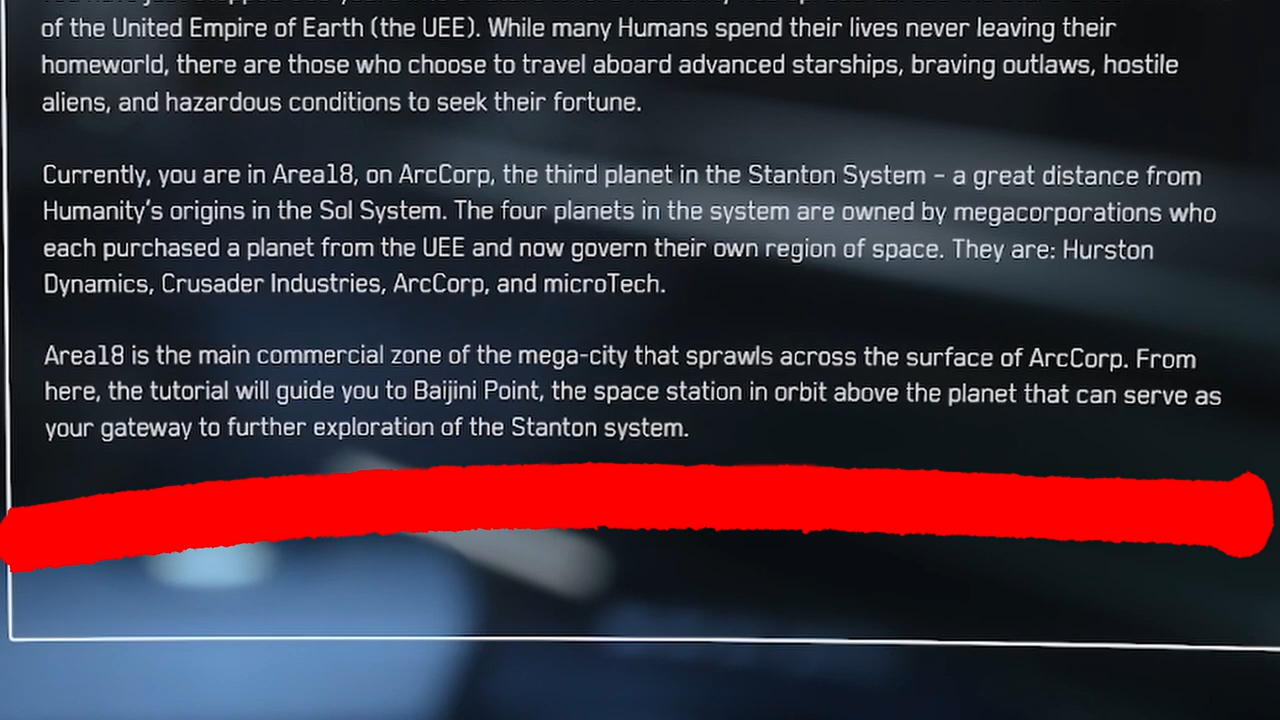 of the United Empire of Earth (the UEE). While many Humans spend their lives never leaving their
homeworld, there are those who choose to travel aboard advanced starships, braving outlaws, hostile
aliens, and hazardous conditions to seek their fortune.
Currently, you are in Area18, on ArcCorp, the third planet in the Stanton System – a great distance from
Humanity's origins in the Sol System. The four planets in the system are owned by megacorporations who
each purchased a planet from the UEE and now govern their own region of space. They are: Hurston
Dynamics, Crusader Industries, ArcCorp, and microTech.
Area18 is the main commercial zone of the mega-city that sprawls across the surface of ArcCorp. From
here, the tutorial will guide you to Baijini Point, the space station in orbit above the planet that can serve as
your gateway to further exploration of the Stanton system.